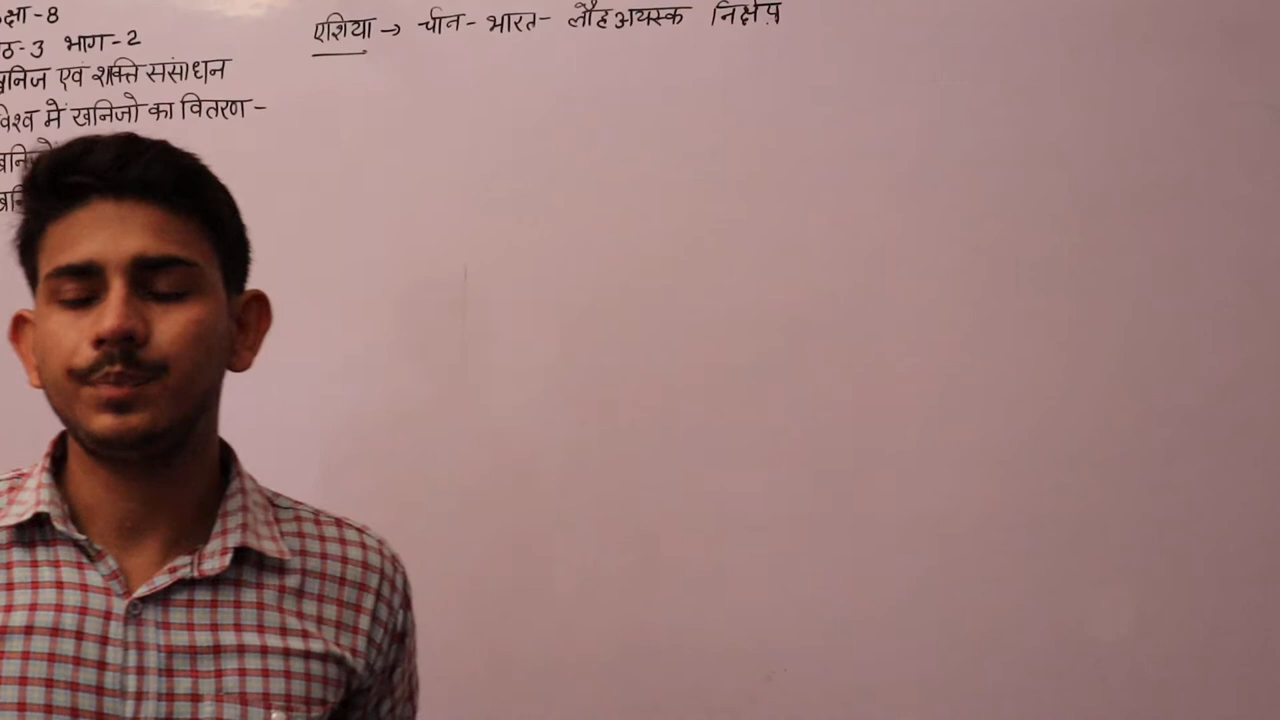 क्षा-8
ठ-3 भाग-2
खनिज एवं शक्ति संसाधन
विश्व में खनिजो का वितरण-
एशिया → चीन- भारत- लौह अयस्क निक्षेप